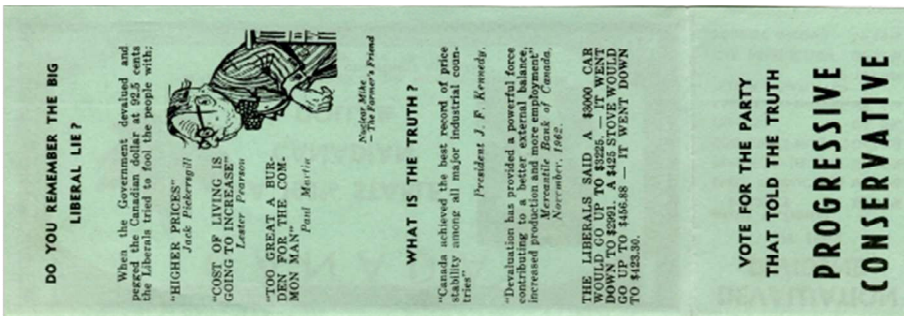 DO YOU REMEMBER THE BIG
LIBERAL LIE?
When the Government devalued and
pegged the Canadian dollar at 92.5 cents
the Liberals tried to fool the people with;
"HIGHER PRICES"
Jack Pickersgill
"COST OF LIVING IS
GOING TO INCREASE"
Lester Pearson
"TOO GREAT A BUR-
DEN FOR THE COM-
MON MAN"
Paul Martin
Nuclear Mike
— The Farmer's Friend
WHAT IS THE TRUTH?
"Canada achieved the best record of price
stability among all major industrial coun-
tries"
President J. F. Kennedy.
"Devaluation has provided a powerful force
contributing to a better external balance,
increased production and more employment"
Mercantile Bank of Canada,
November, 1962.
THE LIBERALS SAID A $3000 CAR
WOULD GO UP TO $3225. — IT WENT
DOWN TO $2991. A $425 STOVE WOULD
GO UP TO $456.88 — IT WENT DOWN
TO $423.30.
VOTE FOR THE PARTY
THAT TOLD THE TRUTH
PROGRESSIVE
CONSERVATIVE